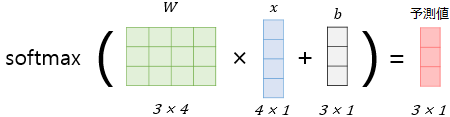 W x b 予測値
softmax ( × + ) =
3 × 4 4 × 1 3 × 1 3 × 1